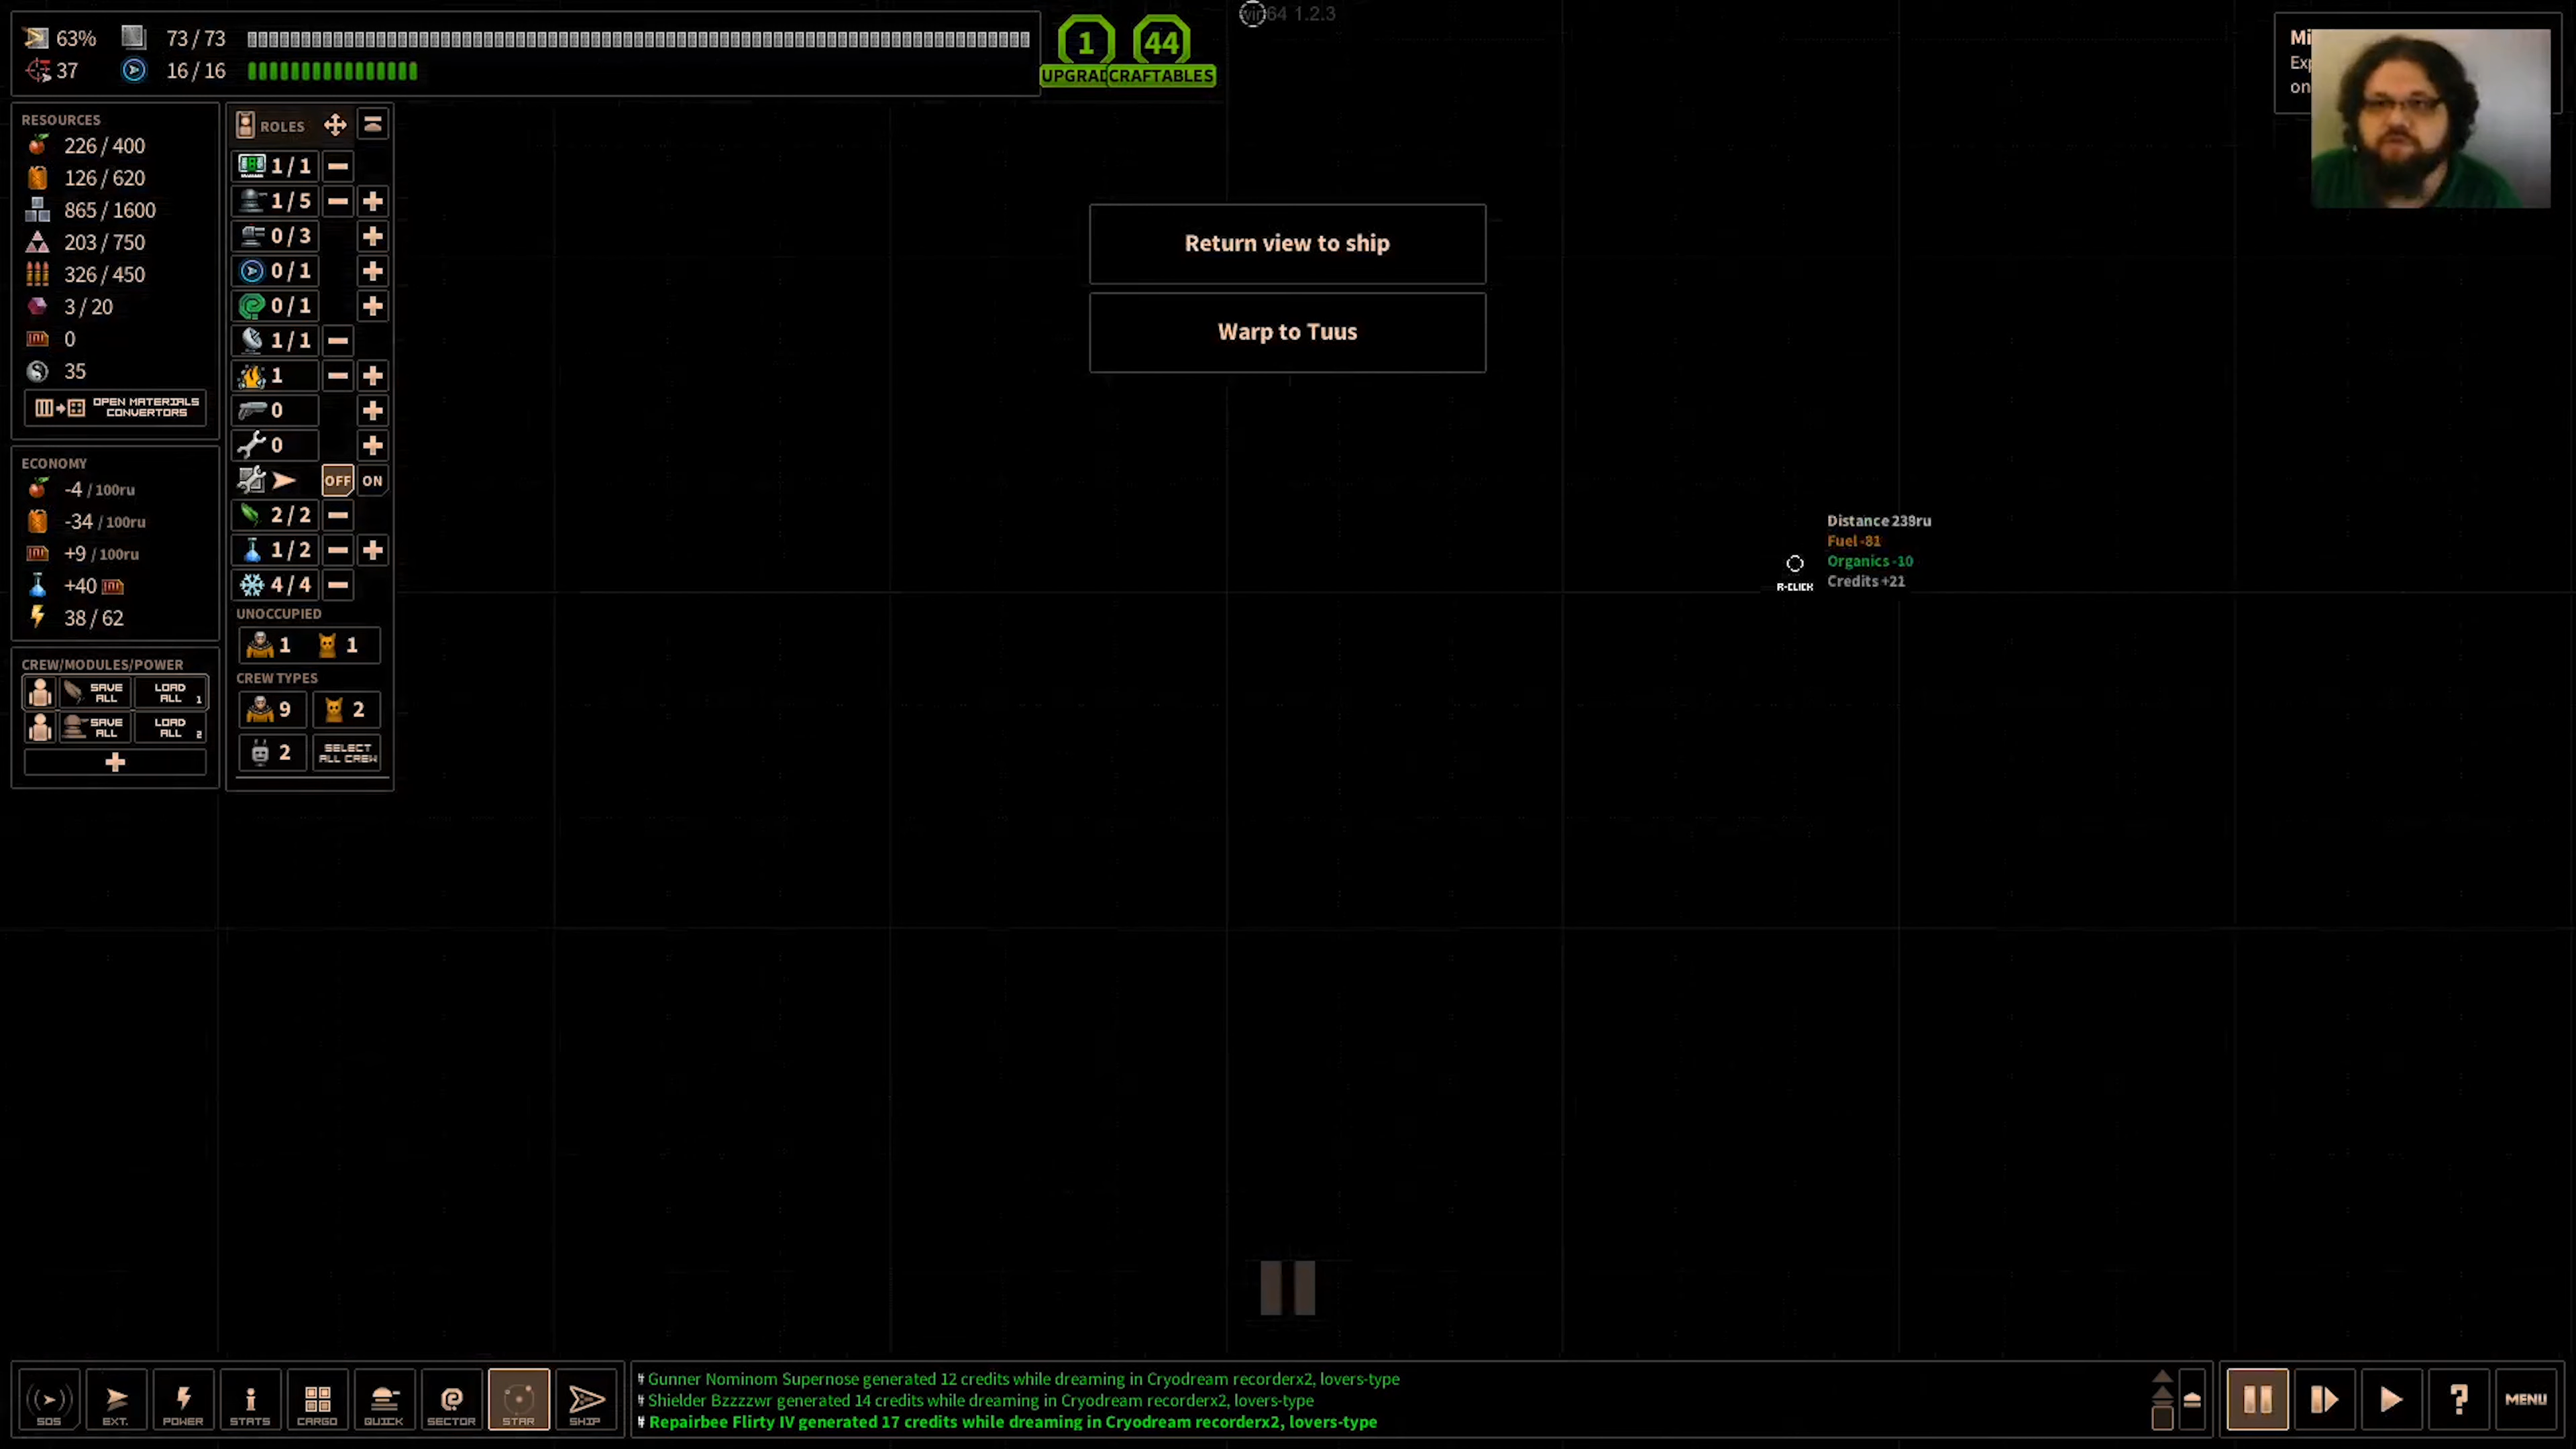 63%
73 / 73
37
16 / 16
1
44
UPGRAD
CRAFTABLES
win64 1.2.3
Mi
Exp
on
RESOURCES
226 / 400
126 / 620
865 / 1600
203 / 750
326 / 450
3 / 20
0
35
OPEN MATERIALS
CONVERTORS
ECONOMY
-4 / 100ru
-34 / 100ru
+9 / 100ru
+40
38 / 62
CREW/MODULES/POWER
SAVE ALL
LOAD ALL 1
SAVE ALL
LOAD ALL 2
ROLES
1 / 1
1 / 5
0 / 3
0 / 1
0 / 1
1 / 1
1
0
0
OFF ON
2 / 2
1 / 2
4 / 4
UNOCCUPIED
1 1
CREW TYPES
9 2
2
SELECT
ALL CREW
Return view to ship
Warp to Tuus
Distance 239ru
Fuel -81
Organics -10
Credits +21
R-CLICK
Gunner Nominom Supernose generated 12 credits while dreaming in Cryodream recorderx2, lovers-type
Shielder Bzzzzwr generated 14 credits while dreaming in Cryodream recorderx2, lovers-type
Repairbee Flirty IV generated 17 credits while dreaming in Cryodream recorderx2, lovers-type
SOS
EXT.
POWER
STATS
CARGO
QUICK
SECTOR
STAR
SHIP
?
MENU